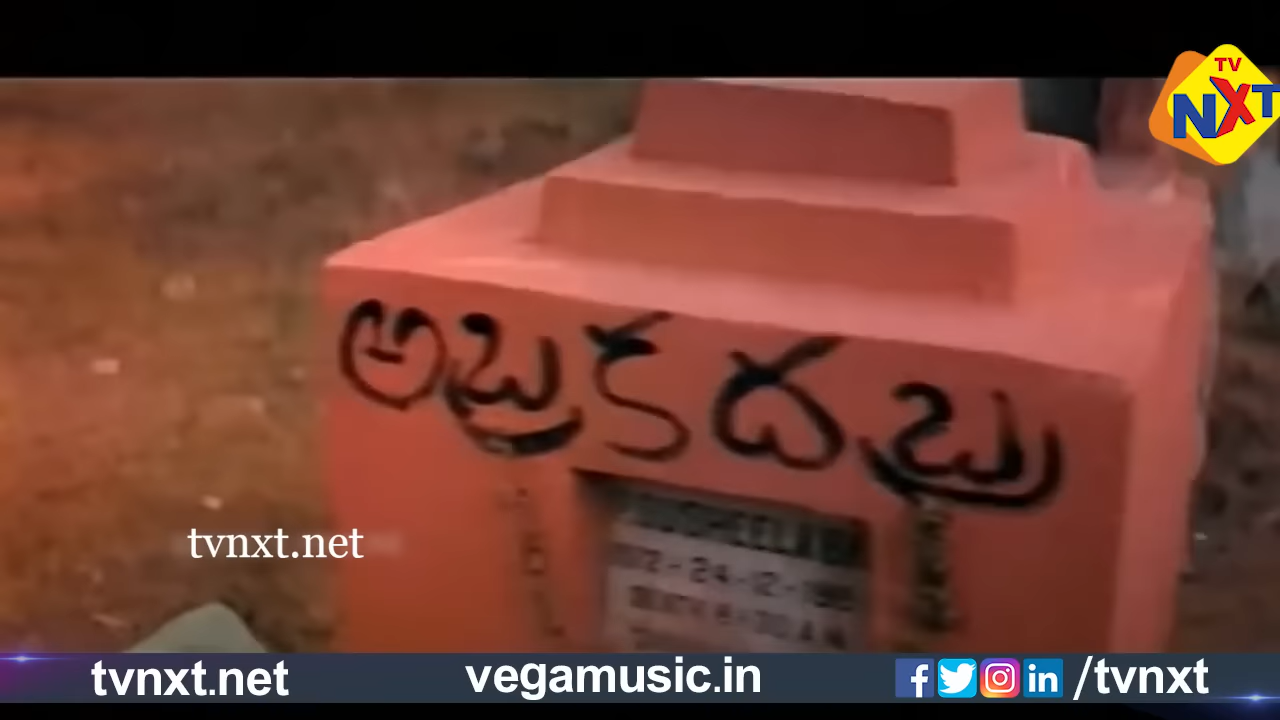 TV
NXT
అబ్రకదబ్ర
tvnxt.net
tvnxt.net
vegamusic.in
/tvnxt